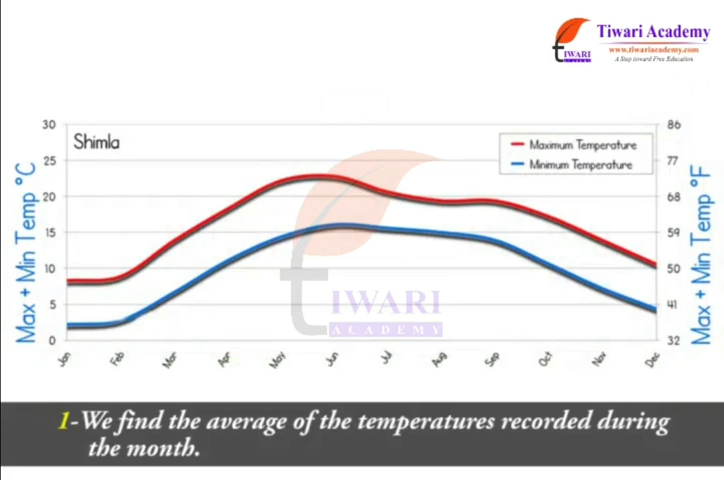 Tiwari Academy
www.tiwariacademy.com
A Step toward Free Education
tIWARI
ACADEMY
Shimla
Maximum Temperature
Minimum Temperature
Max + Min Temp °C
30
25
20
15
10
5
0
Max + Min Temp °F
86
77
68
59
50
41
32
Jan Feb Mar Apr May Jun Jul Aug Sep Oct Nov Dec
tIWARI
ACADEMY
1-We find the average of the temperatures recorded during
the month.